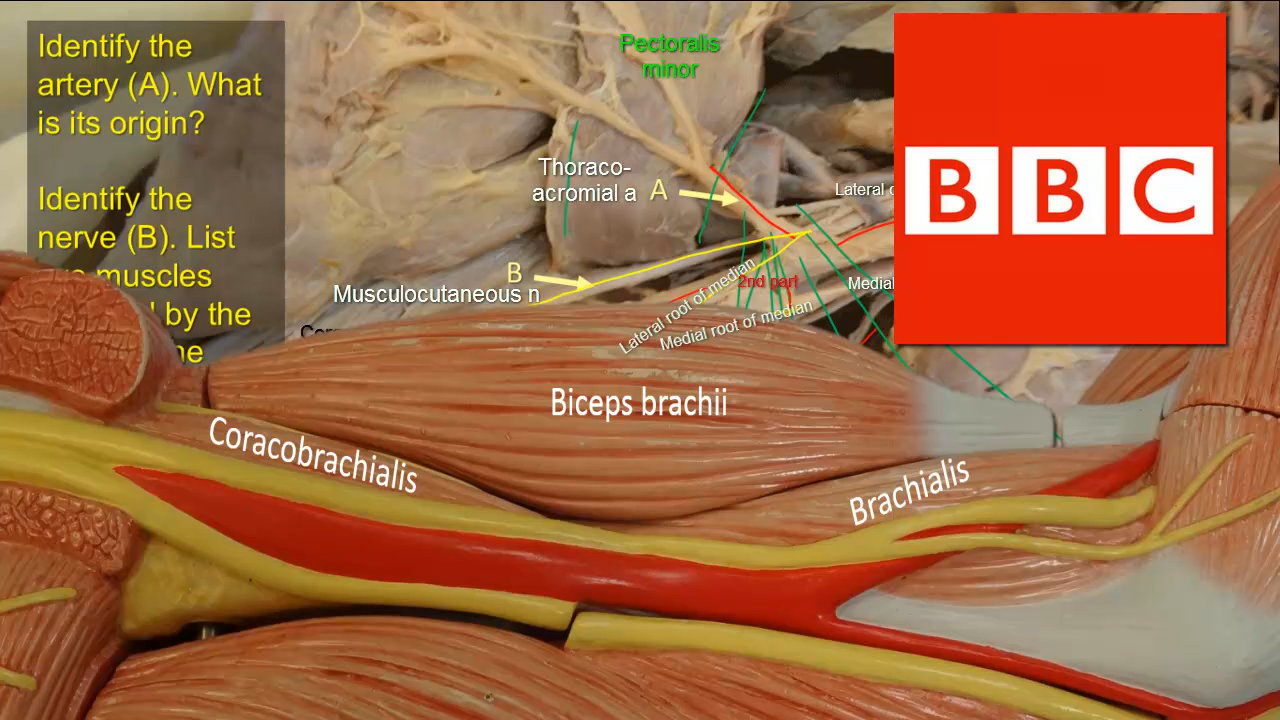 Identify the
artery (A). What
is its origin?
Identify the
nerve (B). List
muscles
by the
Pectoralis
minor
Thoraco-
acromial a
A
B
Musculocutaneous n
Lateral
Medial
2nd part
Lateral root of median
Medial root of median
BBC
Biceps brachii
Coracobrachialis
Brachialis